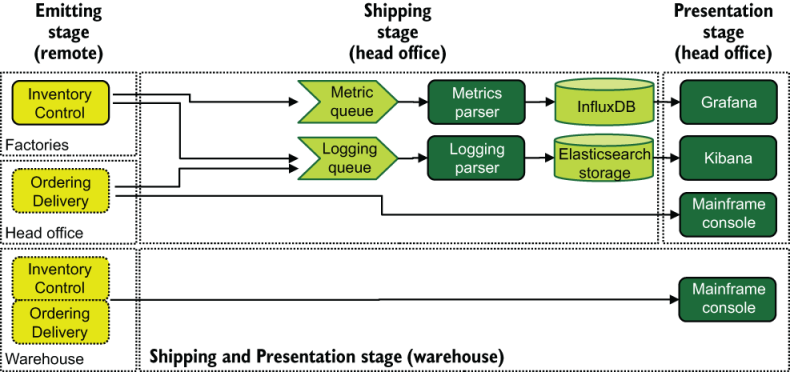 Emitting
stage
(remote)
Shipping
stage
(head office)
Presentation
stage
(head office)
Inventory
Control
Factories
Metric
queue
Metrics
parser
InfluxDB
Grafana
Logging
queue
Logging
parser
Elasticsearch
storage
Kibana
Ordering
Delivery
Head office
Mainframe
console
Inventory
Control
Ordering
Delivery
Warehouse
Mainframe
console
Shipping and Presentation stage (warehouse)